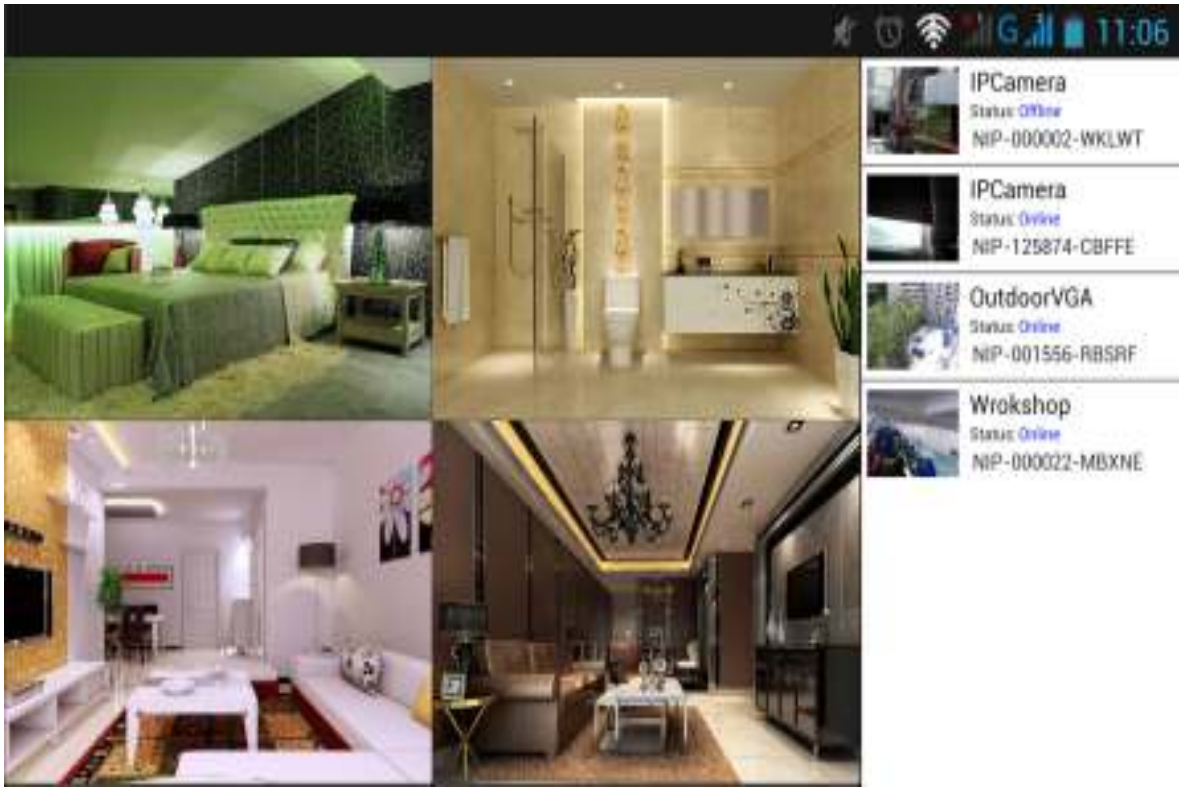 G 11:06
IPCamera
Status: Offline
NIP-000002-WKLWT
IPCamera
Status: Online
NIP-125874-CBFFE
OutdoorVGA
Status: Online
NIP-001556-RBSRF
Wrokshop
Status: Online
NIP-000022-MBXNE